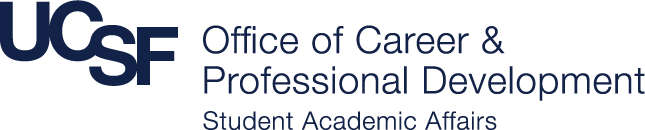 UCSF
Office of Career &
Professional Development
Student Academic Affairs